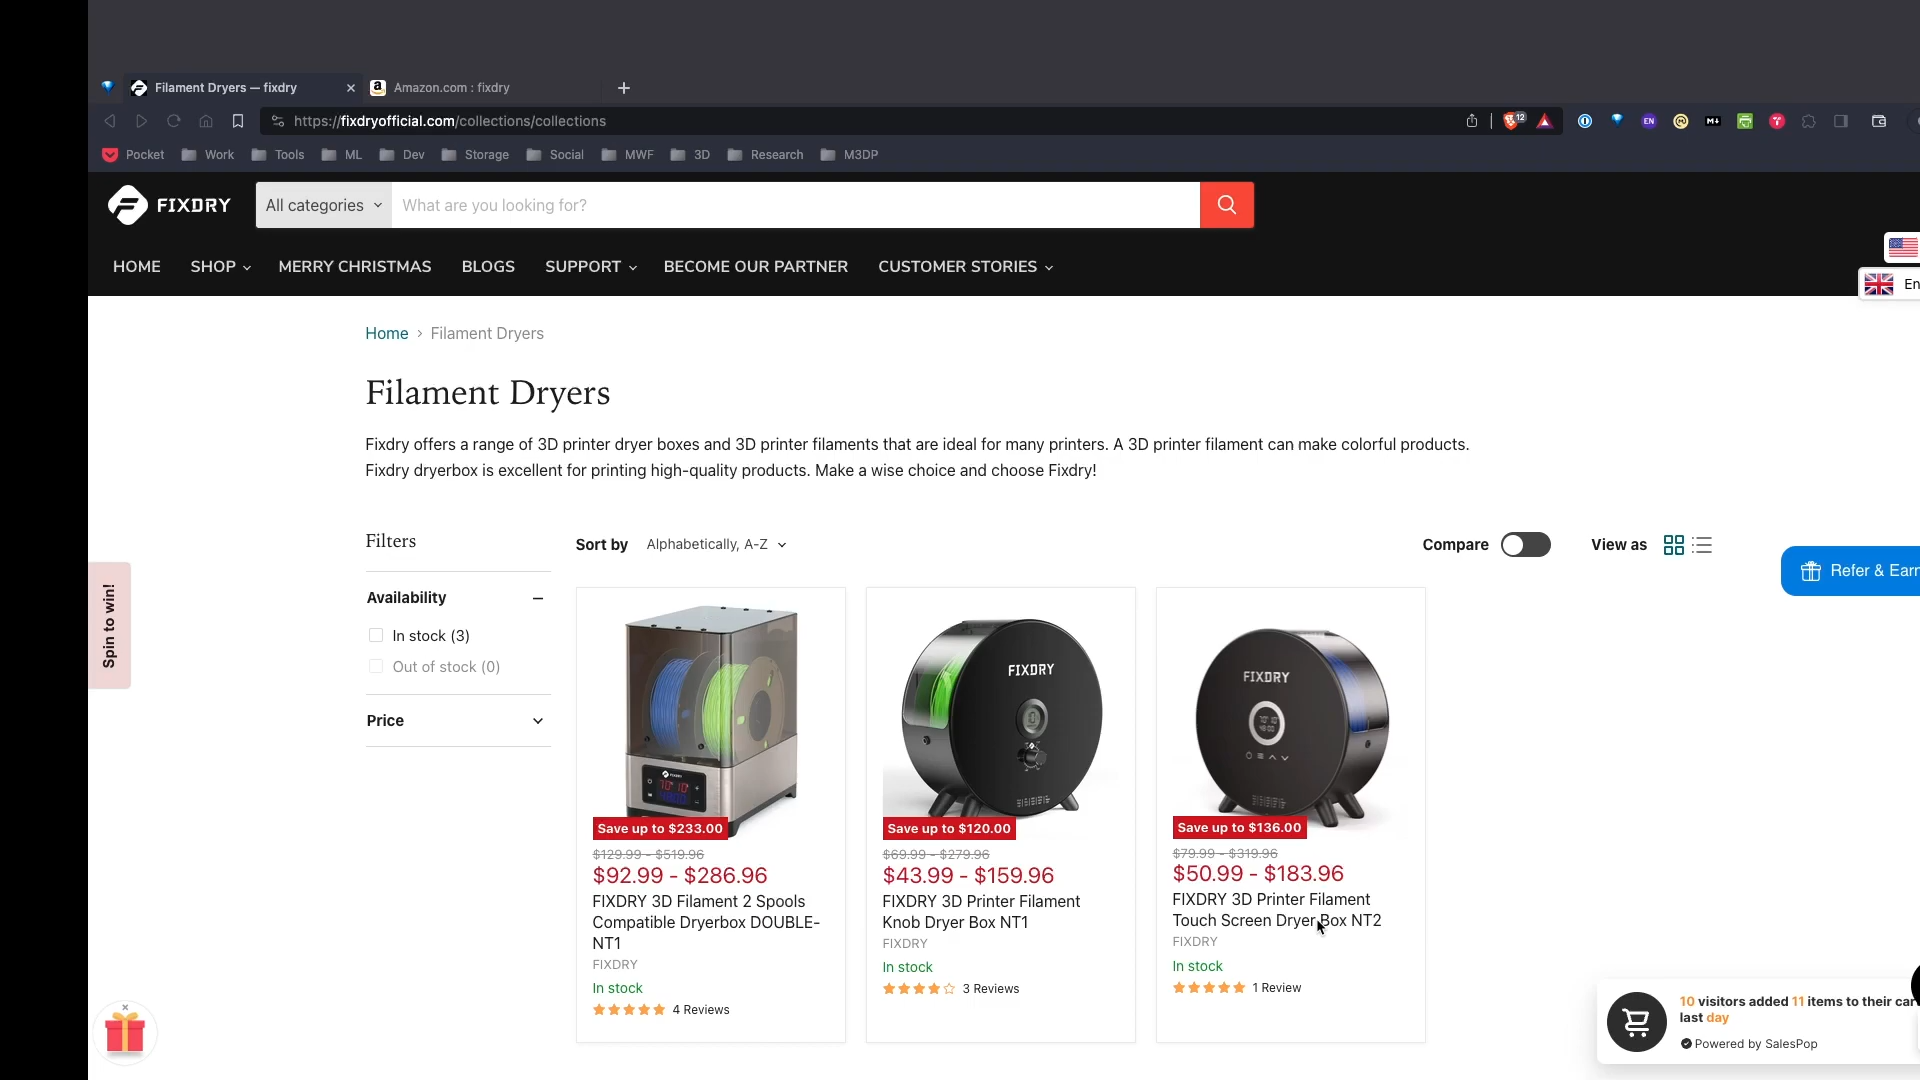 Filament Dryers — fixdry
Amazon.com : fixdry
https://fixdryofficial.com/collections/collections
12
EN
Pocket
Work
Tools
ML
Dev
Storage
Social
MWF
3D
Research
M3DP
FIXDRY
All categories
What are you looking for?
HOME
SHOP
MERRY CHRISTMAS
BLOGS
SUPPORT
BECOME OUR PARTNER
CUSTOMER STORIES
En
Home
Filament Dryers
Filament Dryers
Fixdry offers a range of 3D printer dryer boxes and 3D printer filaments that are ideal for many printers. A 3D printer filament can make colorful products.
Fixdry dryerbox is excellent for printing high-quality products. Make a wise choice and choose Fixdry!
Filters
Sort by
Alphabetically, A-Z
Compare
View as
Refer & Earn
Availability
In stock (3)
Out of stock (0)
Price
Spin to win!
FIXDRY
FIXDRY
Save up to $233.00
$129.99 - $519.96
$92.99 - $286.96
FIXDRY 3D Filament 2 Spools
Compatible Dryerbox DOUBLE-
NT1
FIXDRY
In stock
4 Reviews
Save up to $120.00
$69.99 - $279.96
$43.99 - $159.96
FIXDRY 3D Printer Filament
Knob Dryer Box NT1
FIXDRY
In stock
3 Reviews
Save up to $136.00
$79.99 - $319.96
$50.99 - $183.96
FIXDRY 3D Printer Filament
Touch Screen Dryer Box NT2
FIXDRY
In stock
1 Review
10 visitors added 11 items to their car
last day
Powered by SalesPop